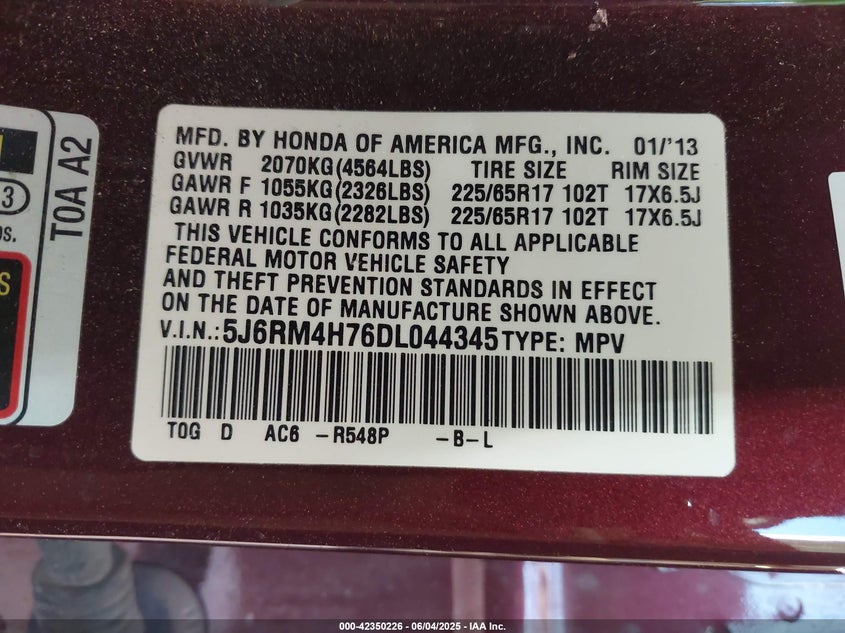 MFD. BY HONDA OF AMERICA MFG., INC. 01/'13
GVWR 2070KG(4564LBS) TIRE SIZE RIM SIZE
GAWR F 1055KG(2326LBS) 225/65R17 102T 17X6.5J
GAWR R 1035KG(2282LBS) 225/65R17 102T 17X6.5J
THIS VEHICLE CONFORMS TO ALL APPLICABLE
FEDERAL MOTOR VEHICLE SAFETY
AND THEFT PREVENTION STANDARDS IN EFFECT
ON THE DATE OF MANUFACTURE SHOWN ABOVE.
V.I.N.: 5J6RM4H76DL044345 TYPE: MPV
TOG D AC6 -R548P -B-L
TOA A2
3
000-42350226 - 06/04/2025 - IAA Inc.